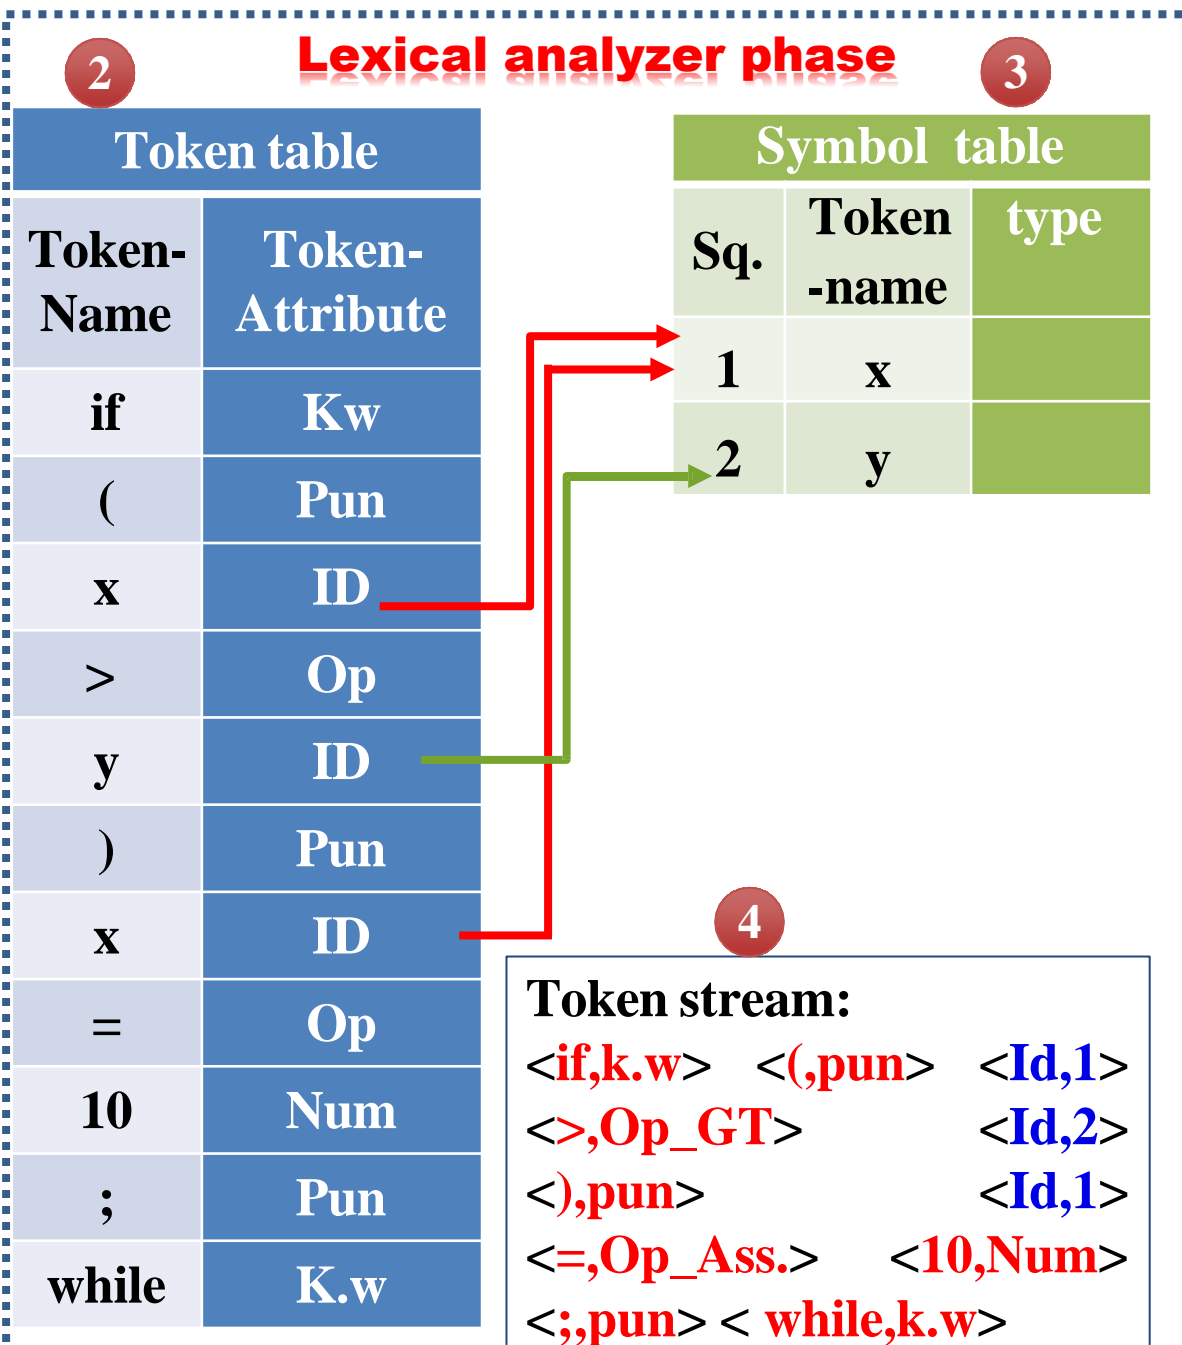 Lexical analyzer phase
2
3
Token table
Token-
Name
Token-
Attribute
if Kw
( Pun
x ID
> Op
y ID
) Pun
x ID
= Op
10 Num
; Pun
while K.w
Symbol table
Sq.
Token
-name
type
1 x
2 y
4
Token stream:
<if,k.w> <(,pun> <Id,1>
<>,Op_GT> <Id,2>
<),pun> <Id,1>
<=,Op_Ass.> <10,Num>
<;,pun> < while,k.w>